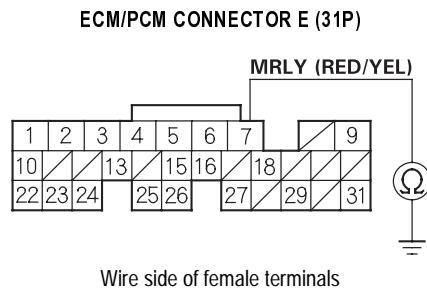 ECM/PCM CONNECTOR E (31P)
MRLY (RED/YEL)
1 2 3 4 5 6 7 9
10 13 15 16 18
22 23 24 25 26 27 29 31
Ω
Wire side of female terminals